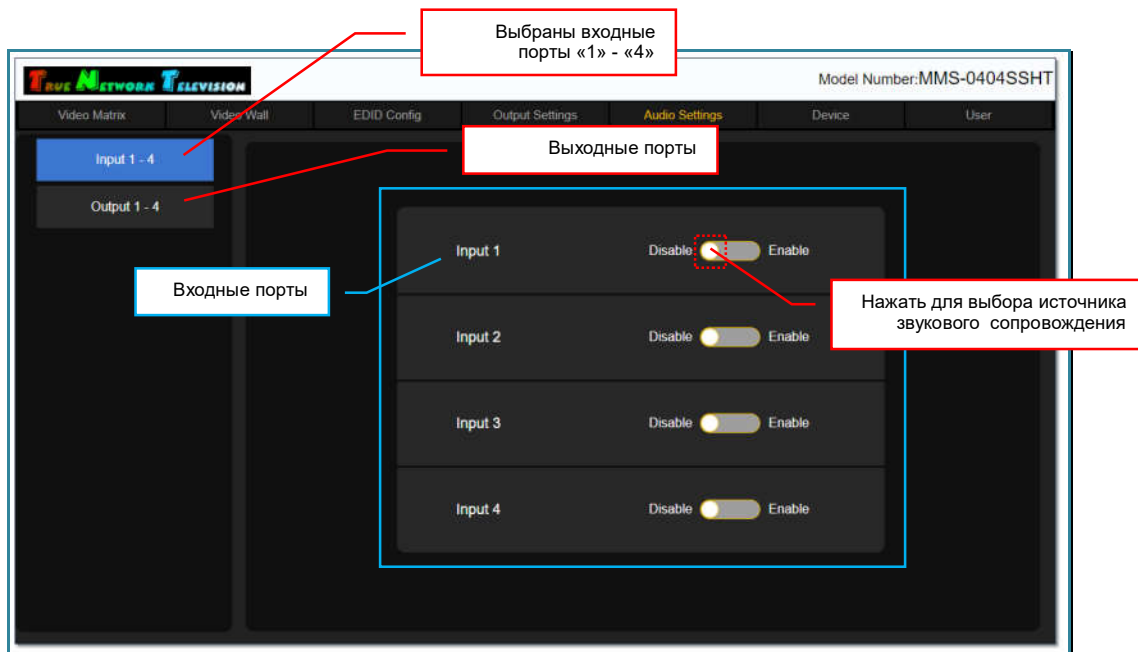 Выбраны входные
порты «1» - «4»
TRUE NETWORK TELEVISION
Model Number:MMS-0404SSHT
Video Matrix Video Wall EDID Config Output Settings Audio Settings Device User
Input 1 - 4
Выходные порты
Output 1 - 4
Input 1 Disable Enable
Входные порты
Нажать для выбора источника
звукового сопровождения
Input 2 Disable Enable
Input 3 Disable Enable
Input 4 Disable Enable